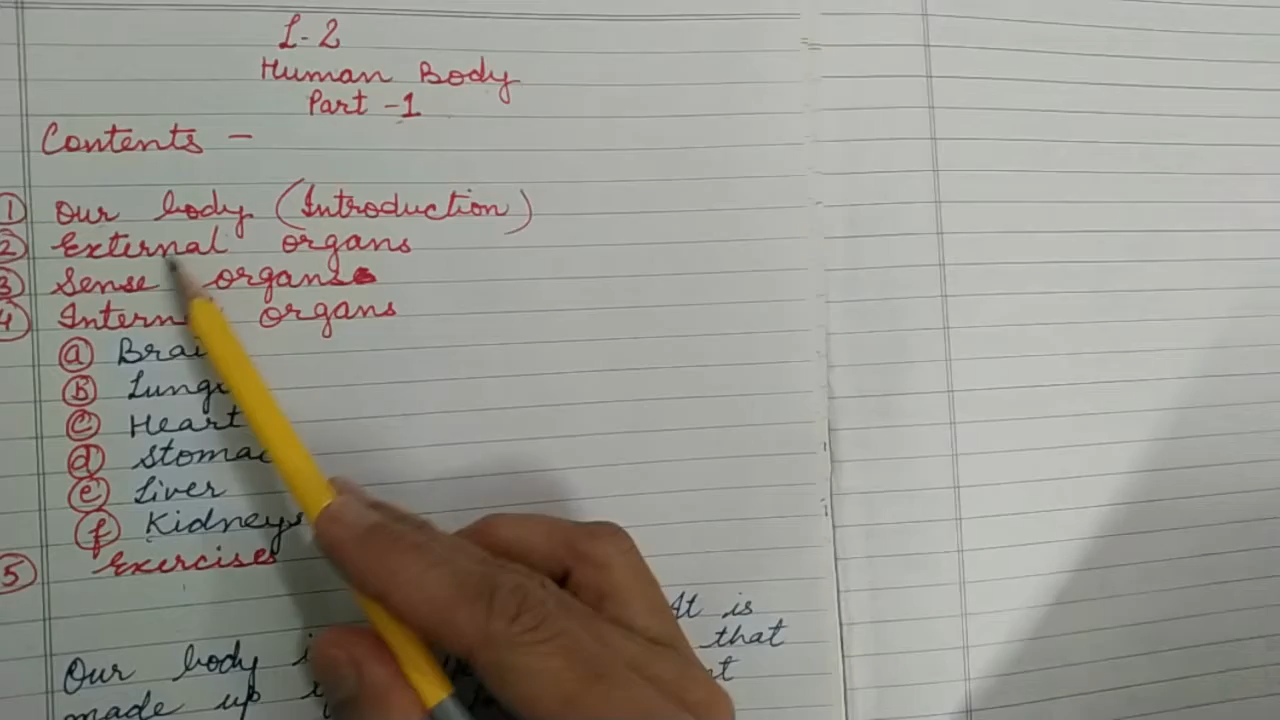 L-2
Human Body
Part -1
Contents -
① Our body (Introduction)
② External organs
③ Sense organs
④ organs
ⓐ
Ⓑ
ⓒ Heart
ⓓ
ⓔ Liver
ⓕ Kidneys
⑤ Exercises
It is
Our body that
made up